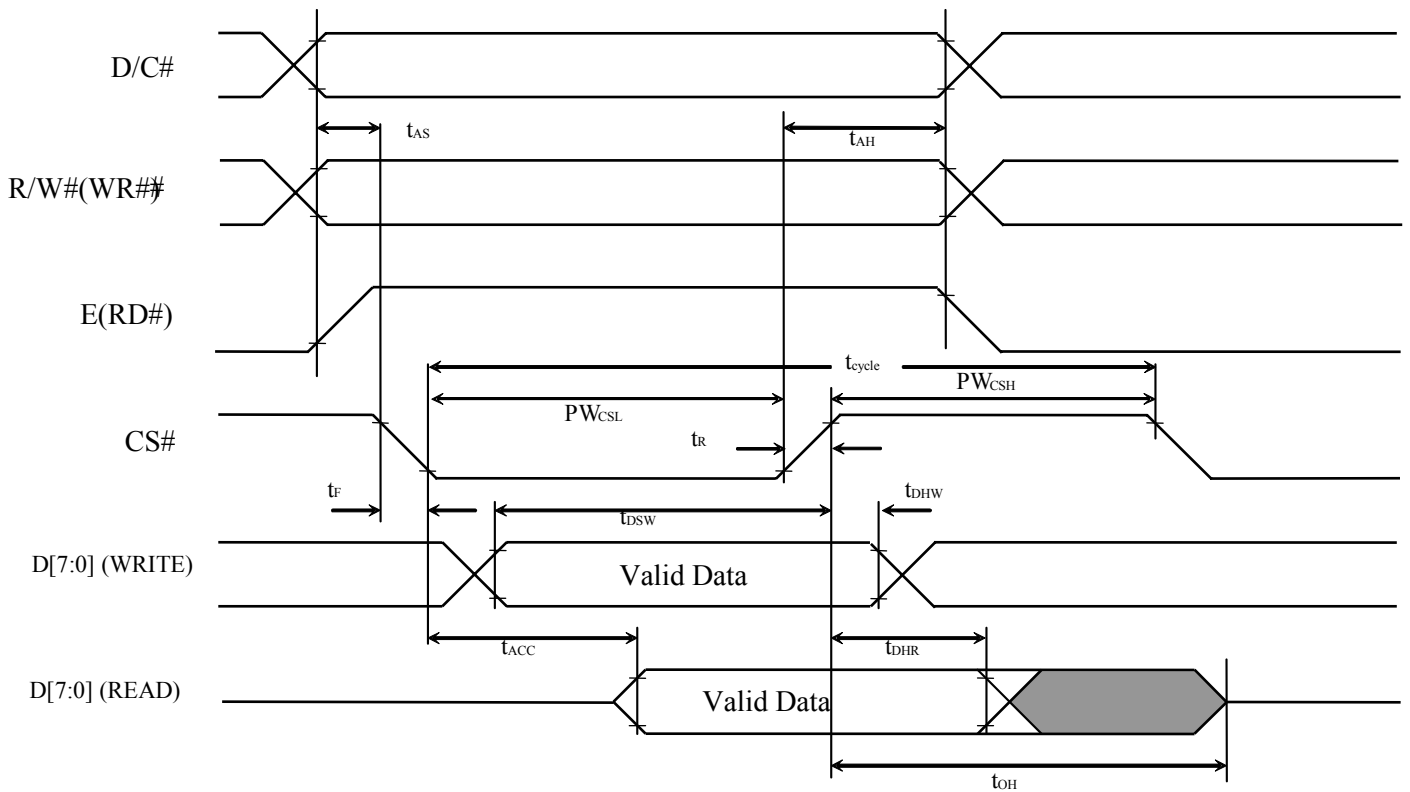 D/C#
tAS
tAH
R/W#(WR##)
E(RD#)
tcycle
PWCSH
PWCSL
CS#
tR
tF
tDHW
tDSW
D[7:0] (WRITE)
Valid Data
tACC
tDHR
D[7:0] (READ)
Valid Data
tOH